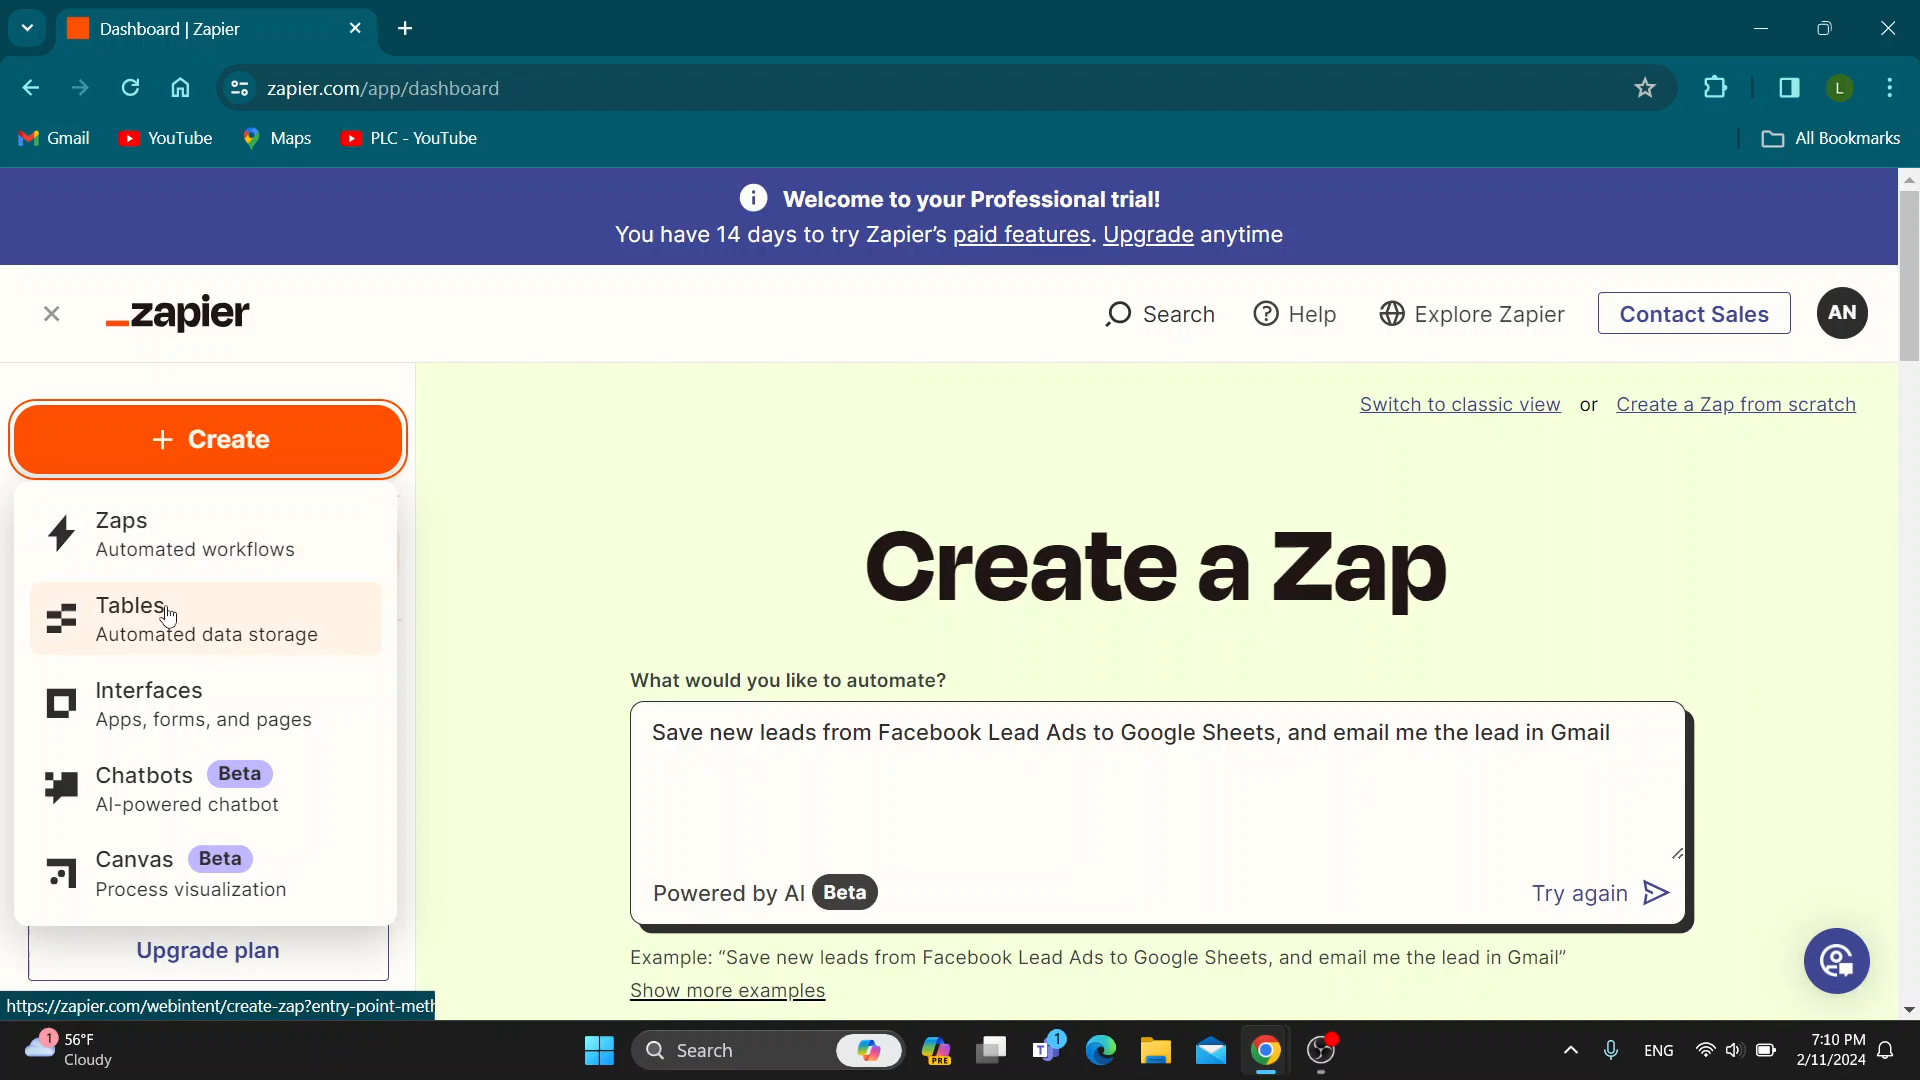 Dashboard | Zapier
zapier.com/app/dashboard
L
Gmail
YouTube
Maps
PLC - YouTube
All Bookmarks
Welcome to your Professional trial!
You have 14 days to try Zapier's paid features. Upgrade anytime
zapier
Search
Help
Explore Zapier
Contact Sales
AN
Switch to classic view or Create a Zap from scratch
+ Create
Zaps
Automated workflows
Tables
Automated data storage
Interfaces
Apps, forms, and pages
Chatbots Beta
AI-powered chatbot
Canvas Beta
Process visualization
Upgrade plan
Create a Zap
What would you like to automate?
Save new leads from Facebook Lead Ads to Google Sheets, and email me the lead in Gmail
Powered by AI Beta
Try again
Example: “Save new leads from Facebook Lead Ads to Google Sheets, and email me the lead in Gmail”
Show more examples
https://zapier.com/webintent/create-zap?entry-point-meth
1
56°F
Cloudy
Search
PRE
1
ENG
7:10 PM
2/11/2024